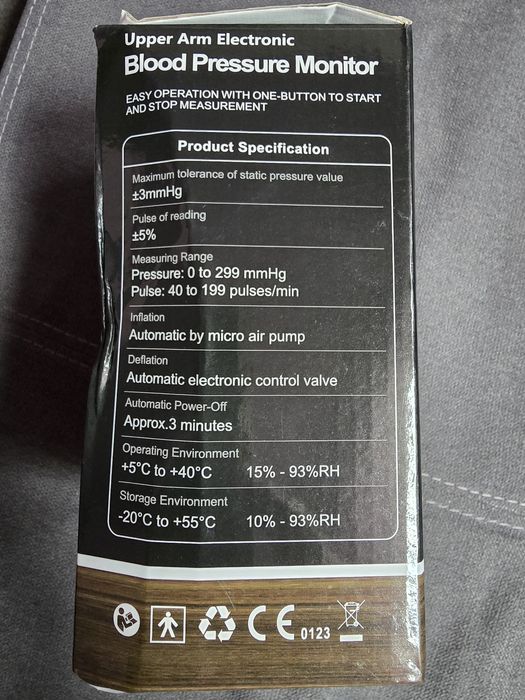 Upper Arm Electronic
Blood Pressure Monitor
EASY OPERATION WITH ONE-BUTTON TO START
AND STOP MEASUREMENT
Product Specification
Maximum tolerance of static pressure value
±3mmHg
Pulse of reading
±5%
Measuring Range
Pressure: 0 to 299 mmHg
Pulse: 40 to 199 pulses/min
Inflation
Automatic by micro air pump
Deflation
Automatic electronic control valve
Automatic Power-Off
Approx.3 minutes
Operating Environment
+5°C to +40°C 15% - 93%RH
Storage Environment
-20°C to +55°C 10% - 93%RH
CE 0123